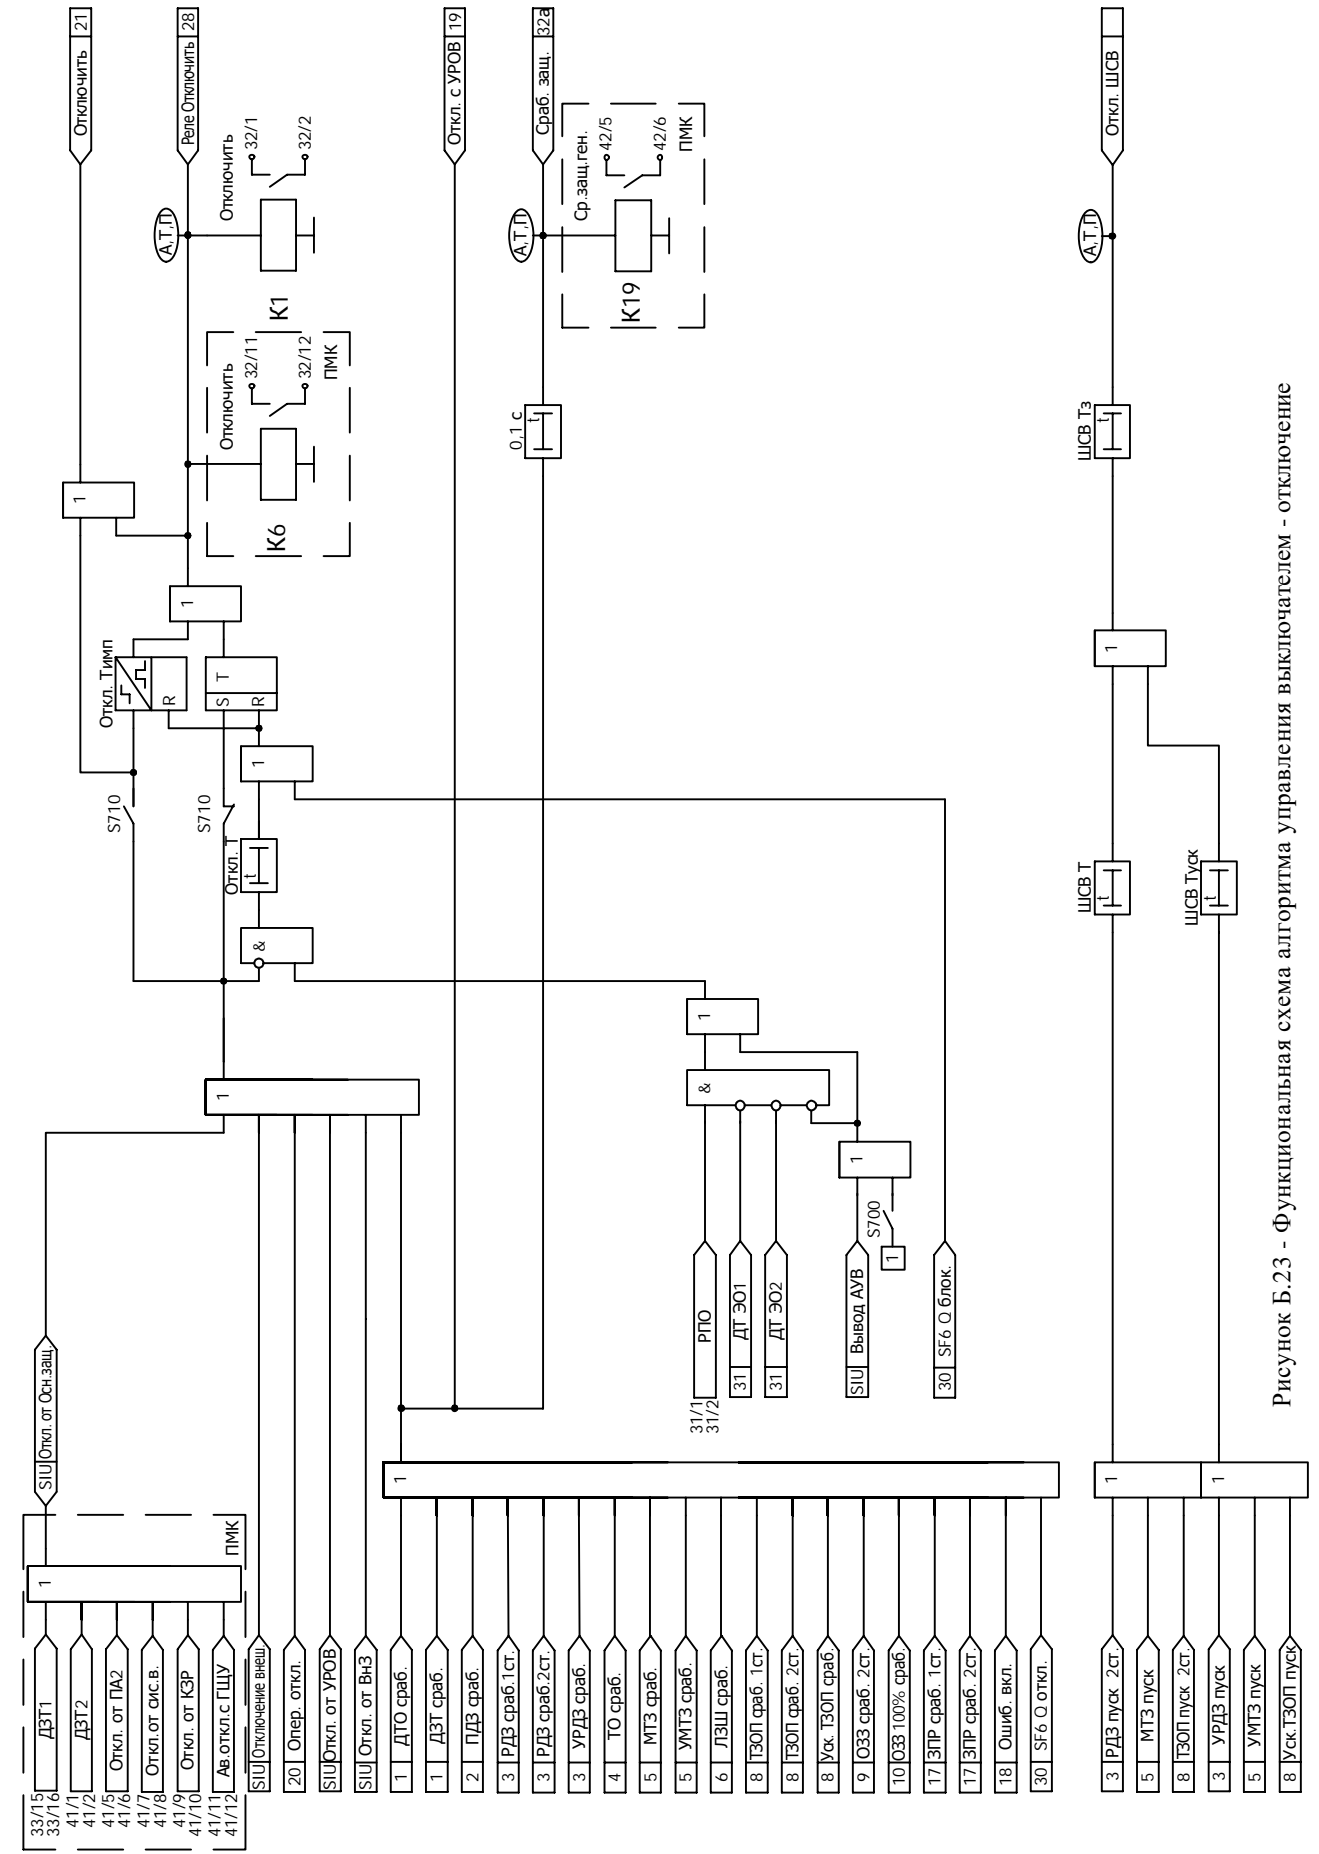 33/15
33/16
ДЗТ1
41/1
41/2
ДЗТ2
41/5
41/6
Откл. от ПА2
41/7
41/8
Откл.от сис.в.
41/9
41/10
Откл. от КЗР
41/11
41/12
Ав.откл.с ГЩУ
1
ПМК
SIU Откл. от Осн.защ.
SIU Отключение внеш.
20 Опер. откл.
SIU Откл. от УРОВ
SIU Откл. от ВнЗ
1
1 ДТО сраб.
1 ДЗТ сраб.
2 ПДЗ сраб.
3 РДЗ сраб.1ст.
3 РДЗ сраб.2ст.
3 УРДЗ сраб.
4 ТО сраб.
5 МТЗ сраб.
5 УМТЗ сраб.
6 ЛЗШ сраб.
8 ТЗОП сраб. 1ст.
8 ТЗОП сраб. 2ст.
8 Уск. ТЗОП сраб.
9 ОЗЗ сраб. 2ст.
10 ОЗЗ 100% сраб.
17 ЗПР сраб. 1ст.
17 ЗПР сраб. 2ст.
18 Ошиб. вкл.
30 SF6 Q откл.
1
31/1
31/2
РПО
31 ДТ ЭО1
31 ДТ ЭО2
SIU Вывод АУВ
1
S700
30 SF6 Q блок.
1
&
1
&
Откл. Т
t
1
S710
S710
Откл. Тимп
R
S T
R
1
1
Отключить 21
Реле Отключить 28
А,Т,П
К6
Отключить
32/11
32/12
ПМК
К1
Отключить
32/1
32/2
Откл. с УРОВ 19
0,1 с
t
А,Т,П
Сраб. защ. 32а
К19
Ср.защ.ген.
42/5
42/6
ПМК
3 РДЗ пуск 2ст.
5 МТЗ пуск
8 ТЗОП пуск 2ст.
3 УРДЗ пуск
5 УМТЗ пуск
8 Уск.ТЗОП пуск
1
1
ШСВ Т
t
ШСВ Туск
t
1
ШСВ Тз
t
А,Т,П
Откл. ШСВ
Рисунок Б.23 - Функциональная схема алгоритма управления выключателем - отключение